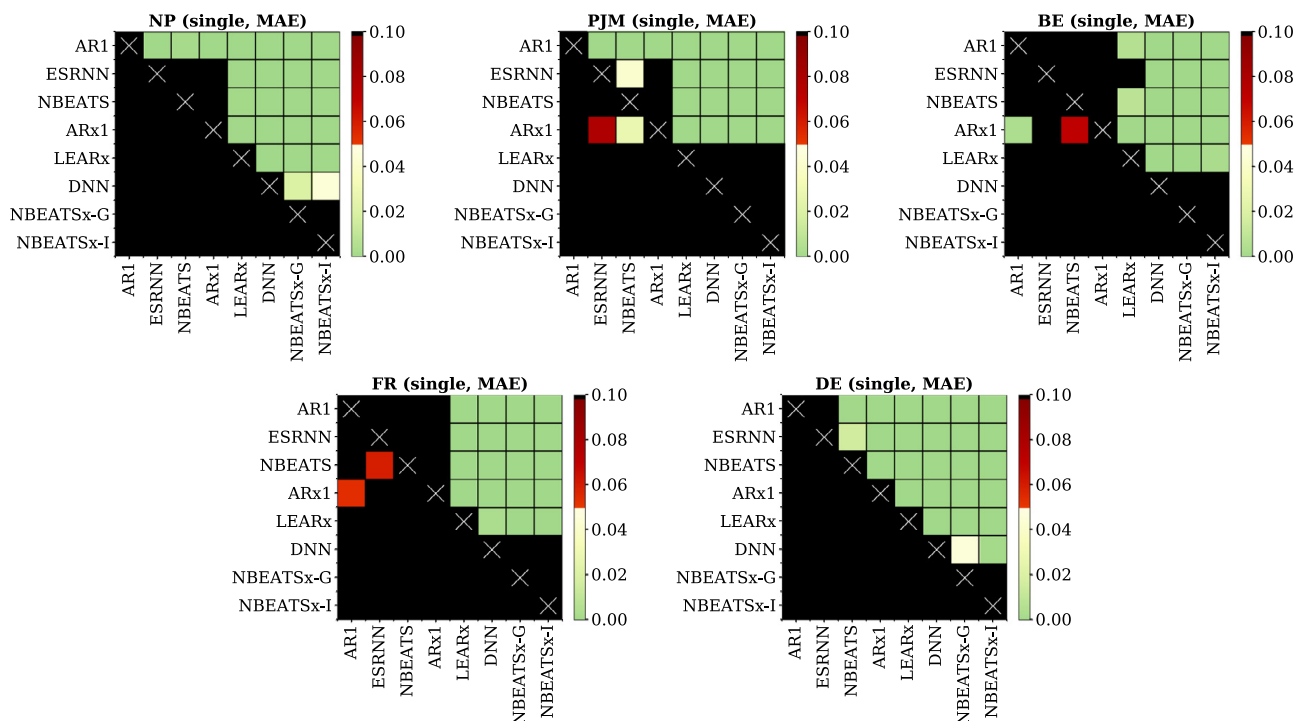 NP (single, MAE)
AR1
ESRNN
NBEATS
ARx1
LEARx
DNN
NBEATSx-G
NBEATSx-I
AR1
ESRNN
NBEATS
ARx1
LEARx
DNN
NBEATSx-G
NBEATSx-I
0.10
0.08
0.06
0.04
0.02
0.00
PJM (single, MAE)
AR1
ESRNN
NBEATS
ARx1
LEARx
DNN
NBEATSx-G
NBEATSx-I
AR1
ESRNN
NBEATS
ARx1
LEARx
DNN
NBEATSx-G
NBEATSx-I
0.10
0.08
0.06
0.04
0.02
0.00
BE (single, MAE)
AR1
ESRNN
NBEATS
ARx1
LEARx
DNN
NBEATSx-G
NBEATSx-I
AR1
ESRNN
NBEATS
ARx1
LEARx
DNN
NBEATSx-G
NBEATSx-I
0.10
0.08
0.06
0.04
0.02
0.00
FR (single, MAE)
AR1
ESRNN
NBEATS
ARx1
LEARx
DNN
NBEATSx-G
NBEATSx-I
AR1
ESRNN
NBEATS
ARx1
LEARx
DNN
NBEATSx-G
NBEATSx-I
0.10
0.08
0.06
0.04
0.02
0.00
DE (single, MAE)
AR1
ESRNN
NBEATS
ARx1
LEARx
DNN
NBEATSx-G
NBEATSx-I
AR1
ESRNN
NBEATS
ARx1
LEARx
DNN
NBEATSx-G
NBEATSx-I
0.10
0.08
0.06
0.04
0.02
0.00